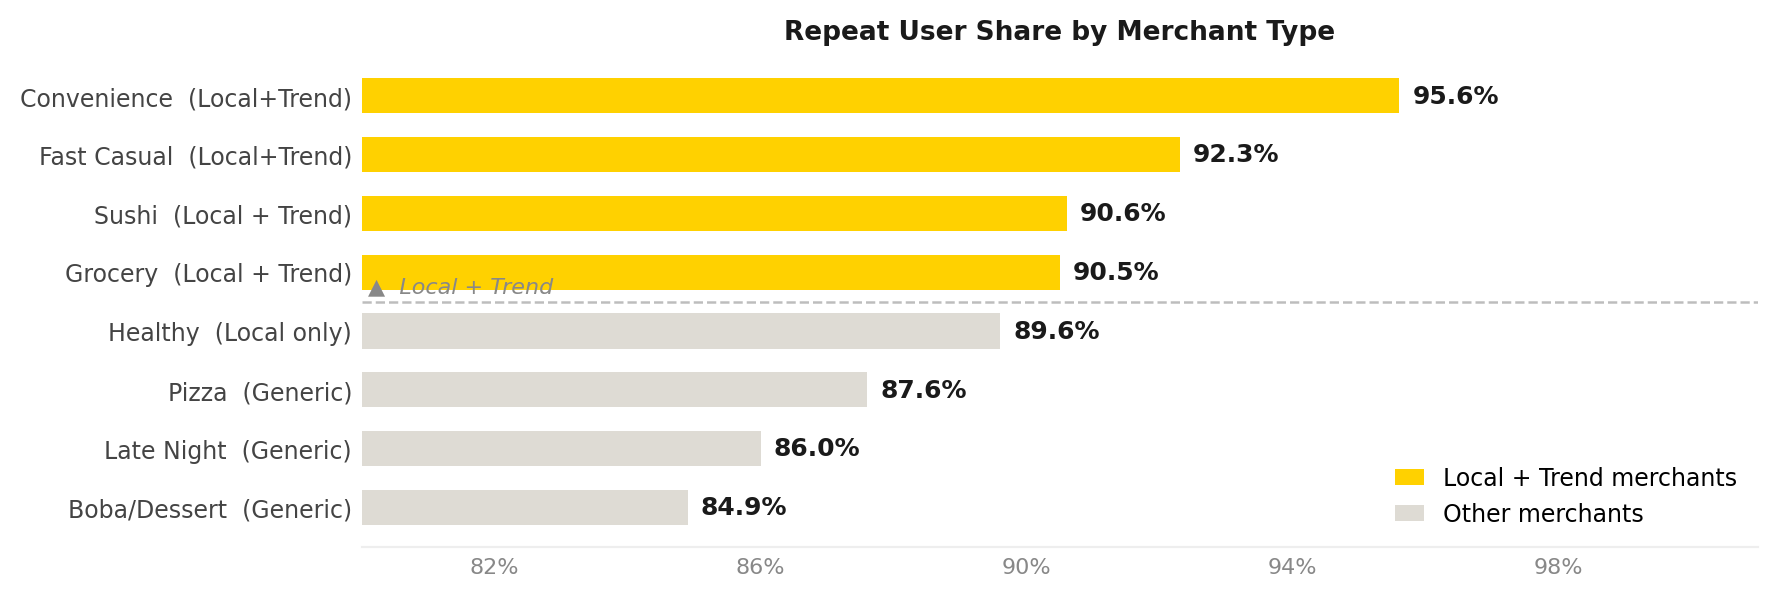 Repeat User Share by Merchant Type
Convenience (Local+Trend) 95.6%
Fast Casual (Local+Trend) 92.3%
Sushi (Local + Trend) 90.6%
Grocery (Local + Trend) 90.5%
▲ Local + Trend
Healthy (Local only) 89.6%
Pizza (Generic) 87.6%
Late Night (Generic) 86.0%
Boba/Dessert (Generic) 84.9%
Local + Trend merchants
Other merchants
82% 86% 90% 94% 98%